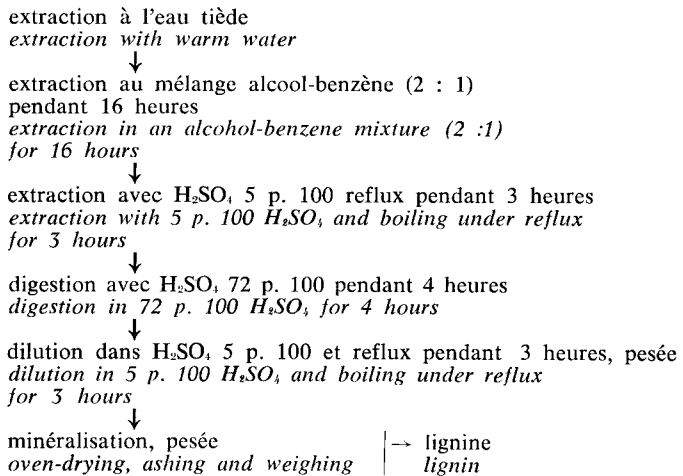 extraction à l'eau tiède
extraction with warm water
↓
extraction au mélange alcool-benzène (2 : 1)
pendant 16 heures
extraction in an alcohol-benzene mixture (2 :1)
for 16 hours
↓
extraction avec H₂SO₄ 5 p. 100 reflux pendant 3 heures
extraction with 5 p. 100 H₂SO₄ and boiling under reflux
for 3 hours
↓
digestion avec H₂SO₄ 72 p. 100 pendant 4 heures
digestion in 72 p. 100 H₂SO₄ for 4 hours
↓
dilution dans H₂SO₄ 5 p. 100 et reflux pendant 3 heures, pesée
dilution in 5 p. 100 H₂SO₄ and boiling under reflux
for 3 hours
↓
minéralisation, pesée | → lignine
oven-drying, ashing and weighing | lignin